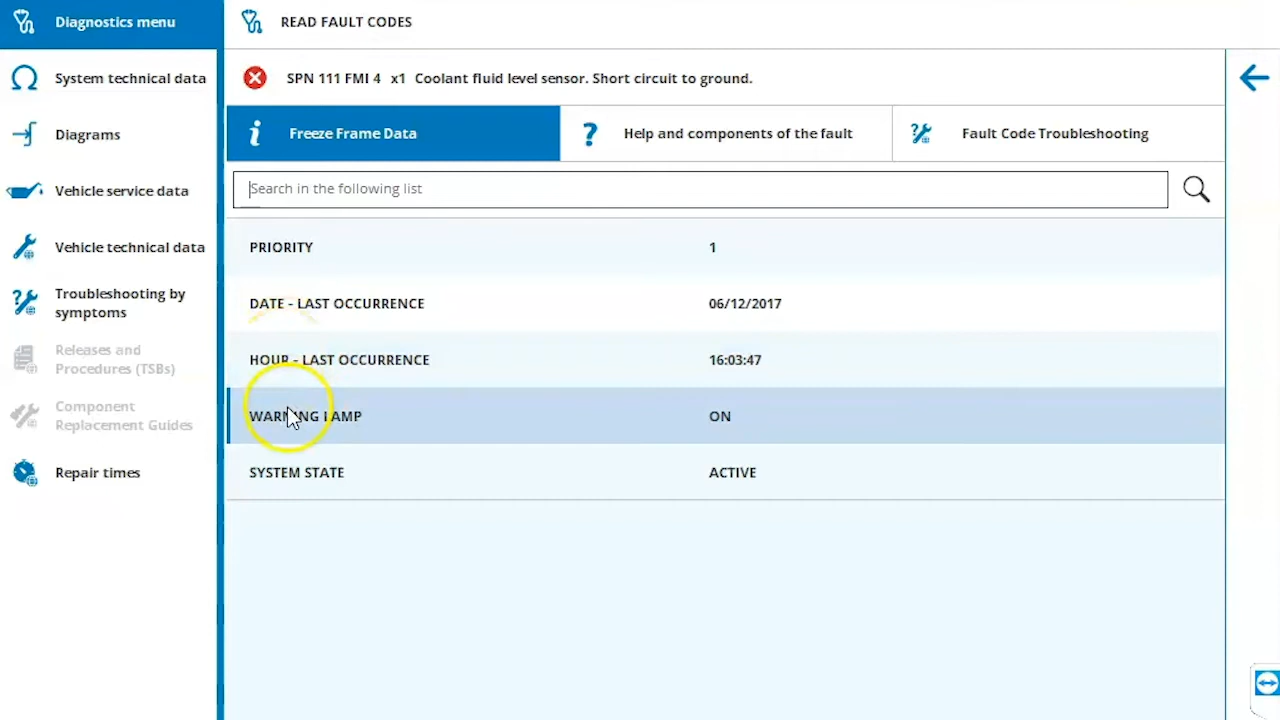 Diagnostics menu
System technical data
Diagrams
Vehicle service data
Vehicle technical data
Troubleshooting by
symptoms
Releases and
Procedures (TSBs)
Component
Replacement Guides
Repair times
READ FAULT CODES
SPN 111 FMI 4 x1 Coolant fluid level sensor. Short circuit to ground.
Freeze Frame Data
Help and components of the fault
Fault Code Troubleshooting
Search in the following list
PRIORITY 1
DATE - LAST OCCURRENCE 06/12/2017
HOUR - LAST OCCURRENCE 16:03:47
WARNING LAMP ON
SYSTEM STATE ACTIVE